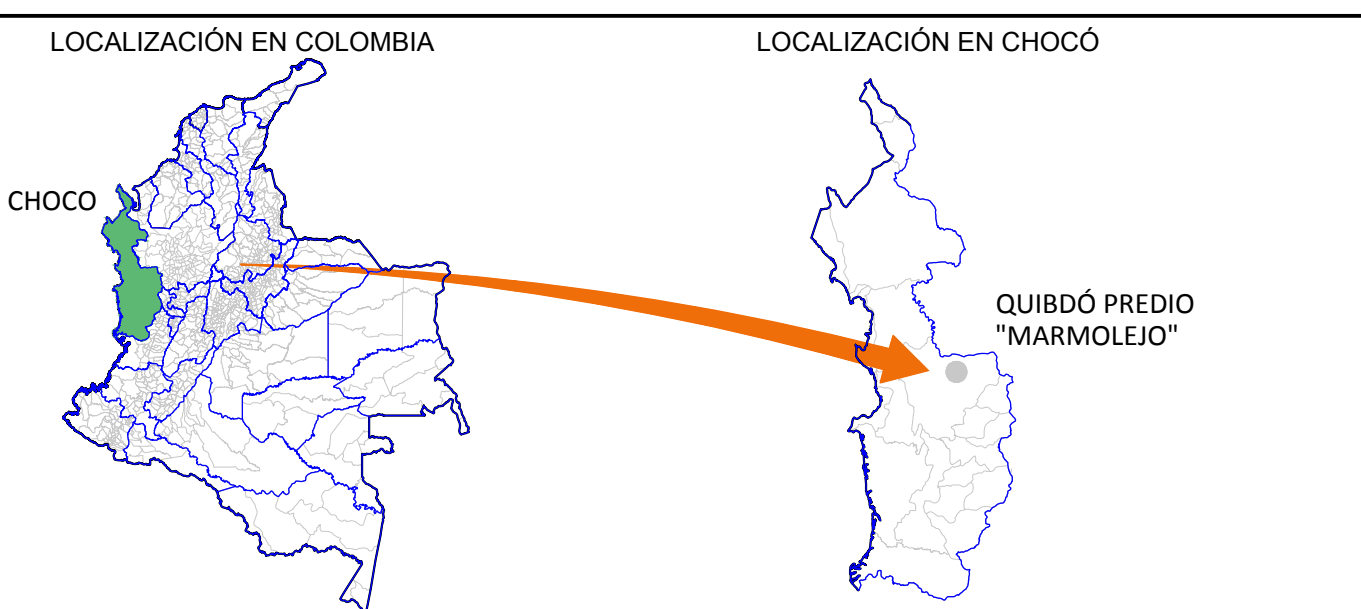 LOCALIZACIÓN EN COLOMBIA
LOCALIZACIÓN EN CHOCÓ
CHOCO
QUIBDÓ PREDIO
"MARMOLEJO"